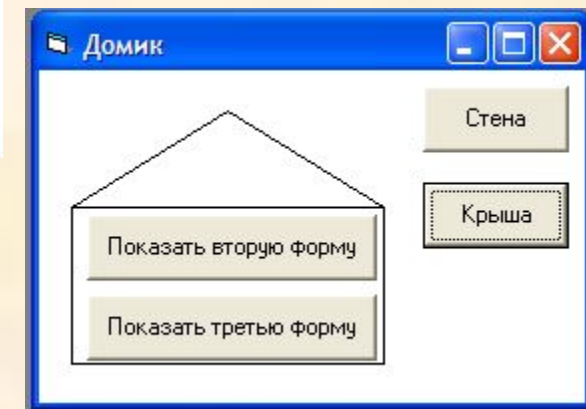 Домик
Стена
Крыша
Показать вторую форму
Показать третью форму